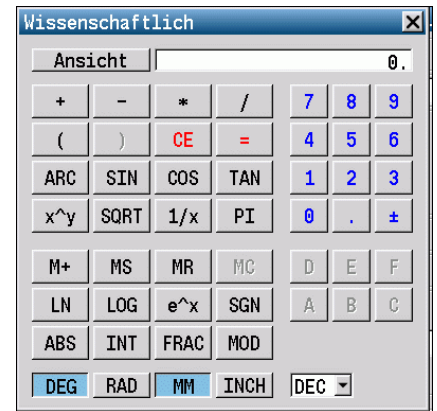 Wissenschaftlich X
Ansicht 0.
+ - * / 7 8 9
( ) CE = 4 5 6
ARC SIN COS TAN 1 2 3
x^y SQRT 1/x PI 0 . ±
M+ MS MR MC D E F
LN LOG e^x SGN A B C
ABS INT FRAC MOD
DEG RAD MM INCH DEC